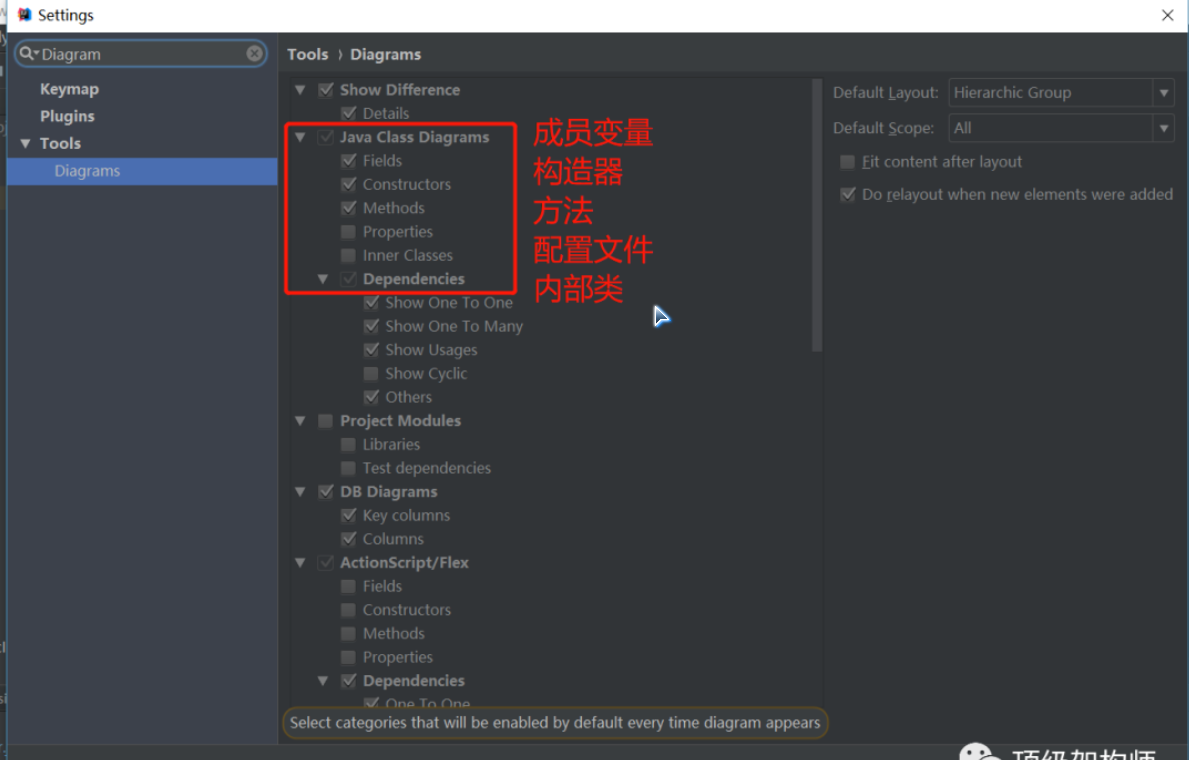 Settings
Diagram
Keymap
Plugins
Tools
Diagrams
Tools › Diagrams
Show Difference
Details
Java Class Diagrams
Fields
Constructors
Methods
Properties
Inner Classes
Dependencies
Show One To One
Show One To Many
Show Usages
Show Cyclic
Others
Project Modules
Libraries
Test dependencies
DB Diagrams
Key columns
Columns
ActionScript/Flex
Fields
Constructors
Methods
Properties
Dependencies
One To One
Select categories that will be enabled by default every time diagram appears
成员变量
构造器
方法
配置文件
内部类
Default Layout: Hierarchic Group
Default Scope: All
Fit content after layout
Do relayout when new elements were added
顶级架构师